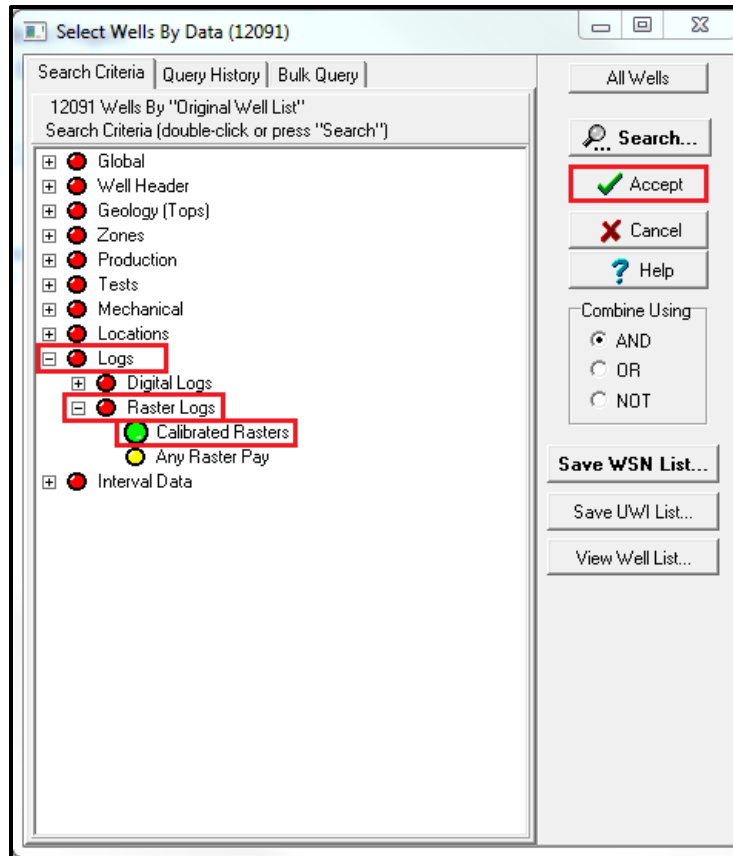 Select Wells By Data (12091)
Search Criteria Query History Bulk Query
12091 Wells By "Original Well List"
Search Criteria (double-click or press "Search")
Global
Well Header
Geology (Tops)
Zones
Production
Tests
Mechanical
Locations
Logs
Digital Logs
Raster Logs
Calibrated Rasters
Any Raster Pay
Interval Data
All Wells
Search...
Accept
Cancel
? Help
Combine Using
AND
OR
NOT
Save WSN List...
Save UWI List...
View Well List...